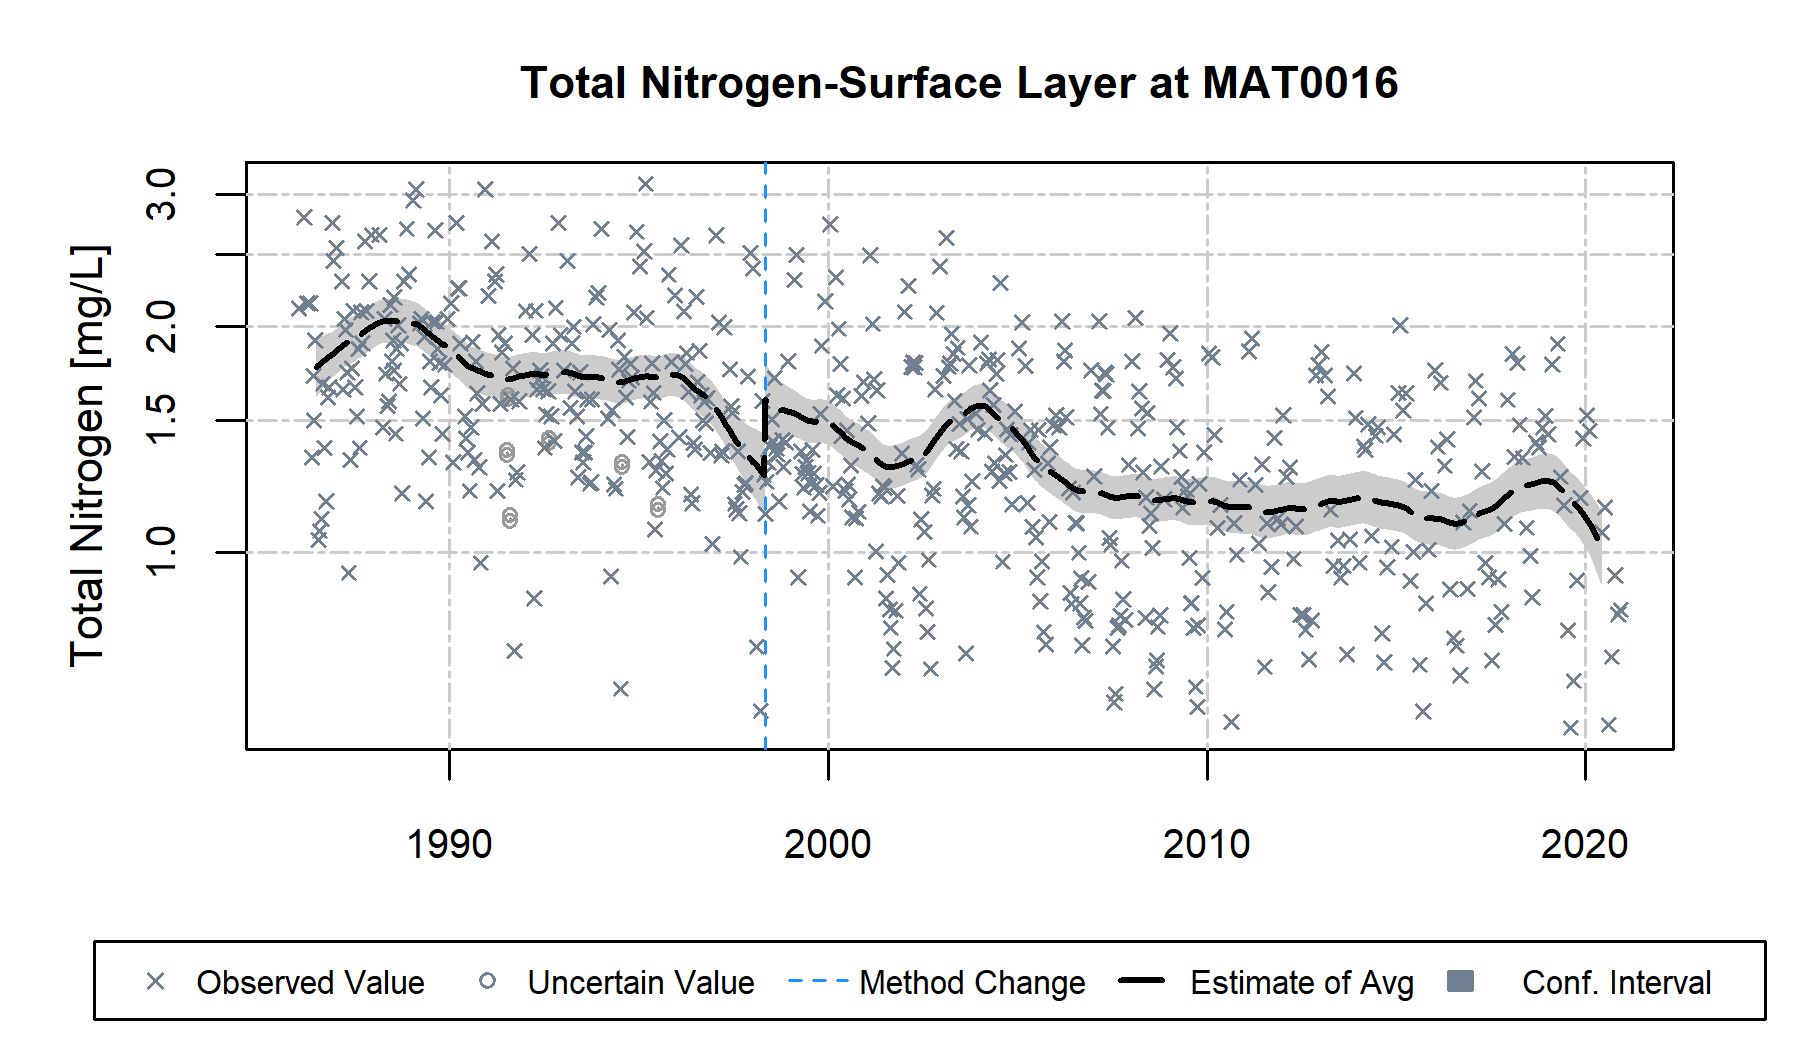 Total Nitrogen-Surface Layer at MAT0016
Total Nitrogen [mg/L]
3.0
2.0
1.5
1.0
1990 2000 2010 2020
Observed Value Uncertain Value Method Change Estimate of Avg Conf. Interval